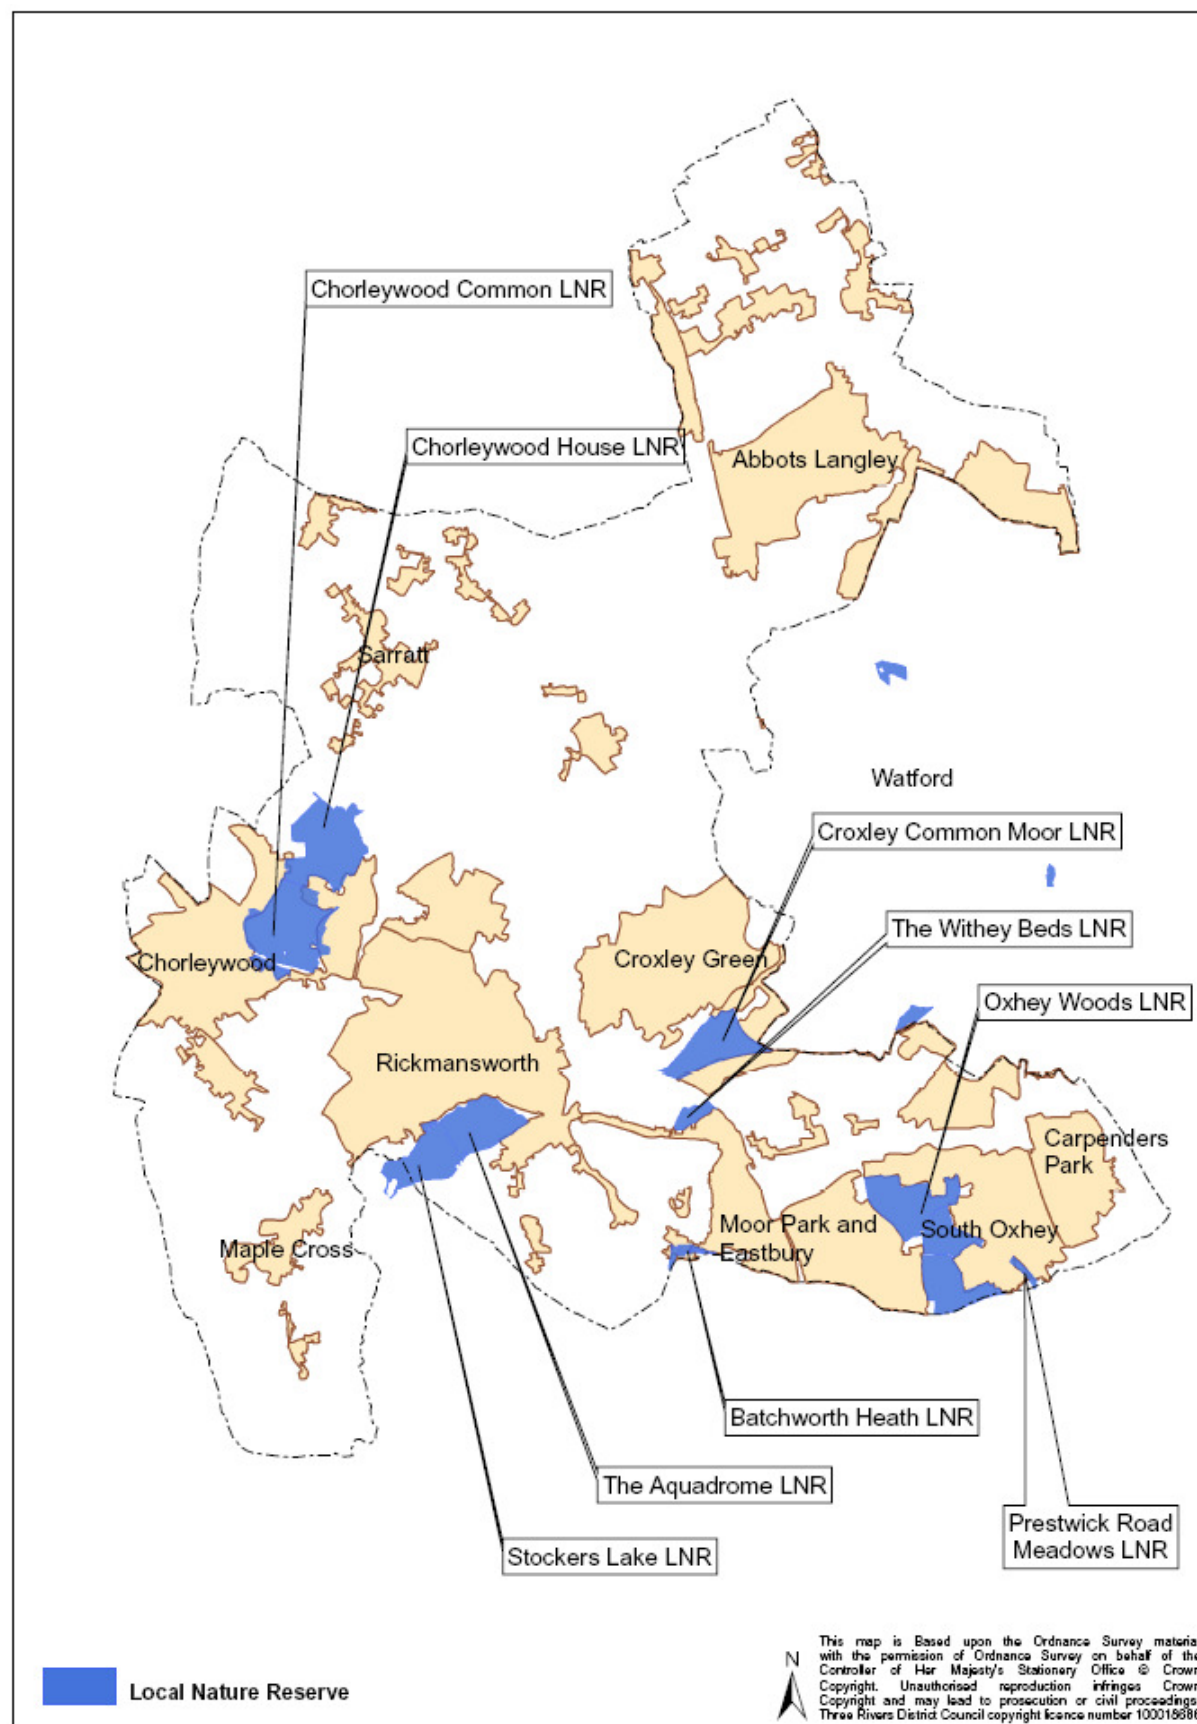 Chorleywood Common LNR
Chorleywood House LNR
Abbots Langley
Sarratt
Watford
Croxley Common Moor LNR
The Withey Beds LNR
Croxley Green
Chorleywood
Oxhey Woods LNR
Rickmansworth
Carpenders
Park
Moor Park and
Eastbury
South Oxhey
Maple Cross
Batchworth Heath LNR
The Aquadrome LNR
Prestwick Road
Meadows LNR
Stockers Lake LNR
Local Nature Reserve
N
This map is Based upon the Ordnance Survey materia
with the permission of Ordnance Survey on behalf of the
Controller of Her Majesty's Stationery Office © Crown
Copyright. Unauthorised reproduction infringes Crown
Copyright and may lead to prosecution or civil proceedings
Three Rivers District Council copyright licence number 100018686